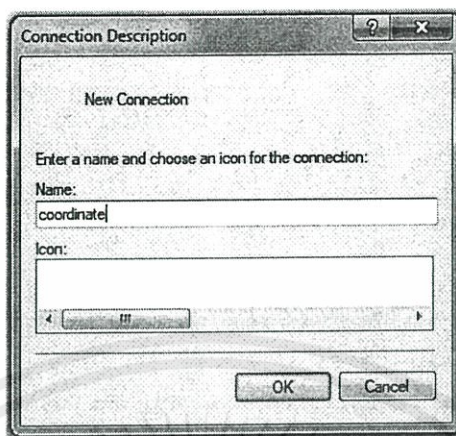 Connection Description
New Connection
Enter a name and choose an icon for the connection:
Name:
coordinate
Icon:
OK
Cancel